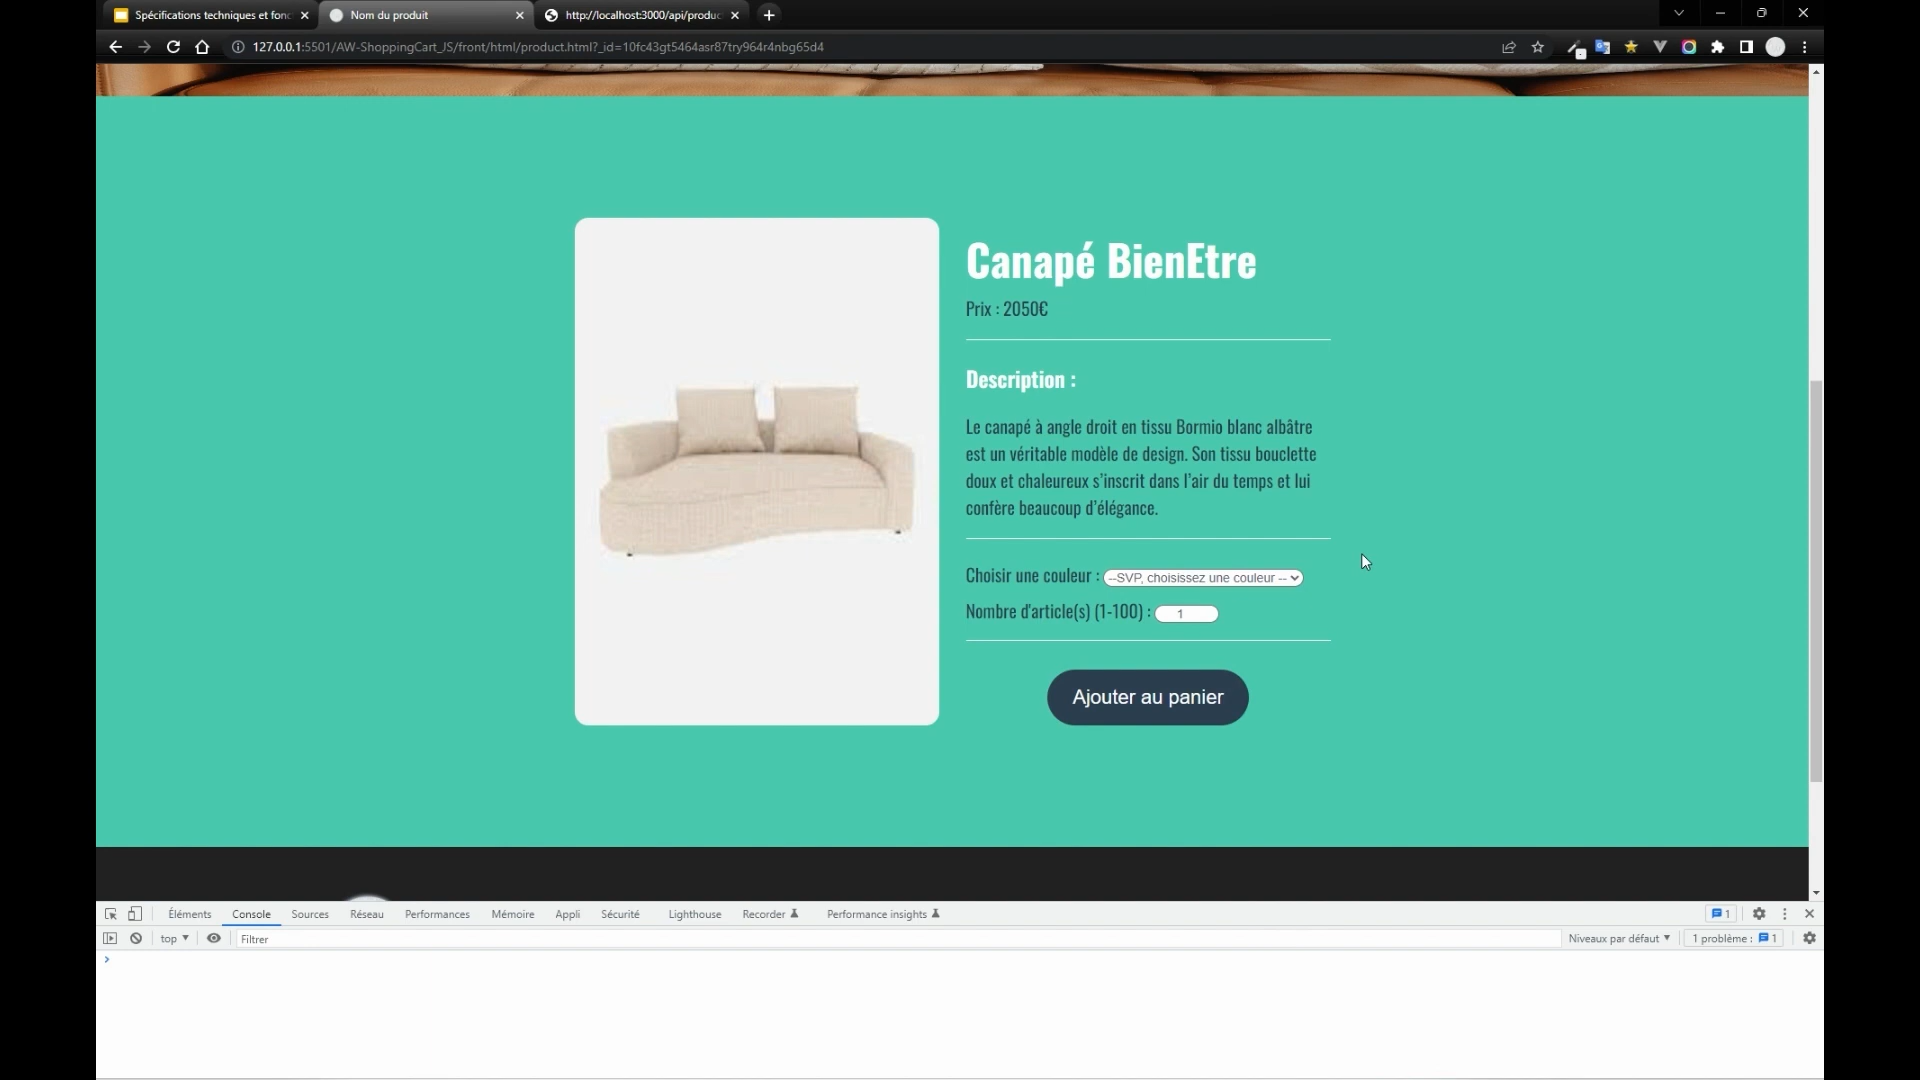 Spécifications techniques et fonc
Nom du produit
http://localhost:3000/api/produc
127.0.0.1:5501/AW-ShoppingCart_JS/front/html/product.html?_id=10fc43gt5464asr87try964r4nbg65d4
Canapé BienEtre
Prix : 2050€
Description :
Le canapé à angle droit en tissu Bormio blanc albâtre
est un véritable modèle de design. Son tissu bouclette
doux et chaleureux s'inscrit dans l'air du temps et lui
confère beaucoup d'élégance.
Choisir une couleur : --SVP, choisissez une couleur --
Nombre d'article(s) (1-100) : 1
Ajouter au panier
Éléments Console Sources Réseau Performances Mémoire Appli Sécurité Lighthouse Recorder Performance insights 1
top Filtrer Niveaux par défaut 1 problème : 1